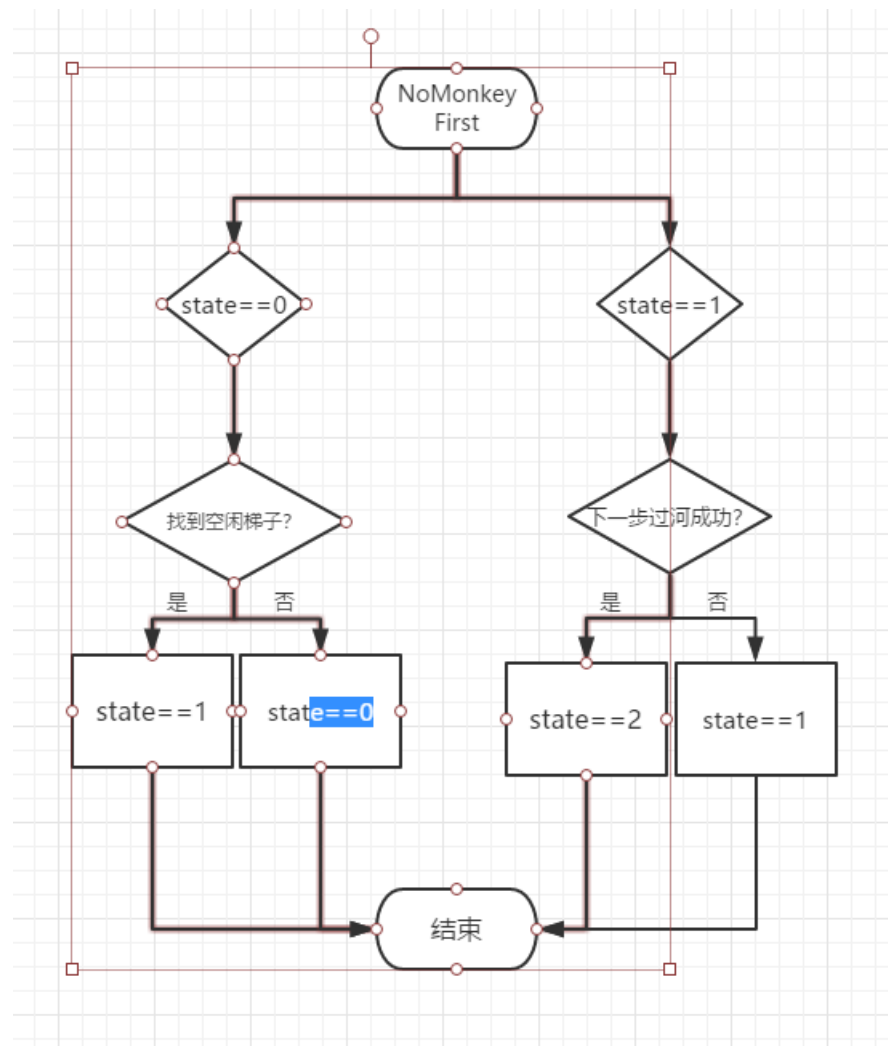 NoMonkey
First
state==0
state==1
找到空闲梯子?
下一步过河成功?
是
否
是
否
state==1
state==0
state==2
state==1
结束